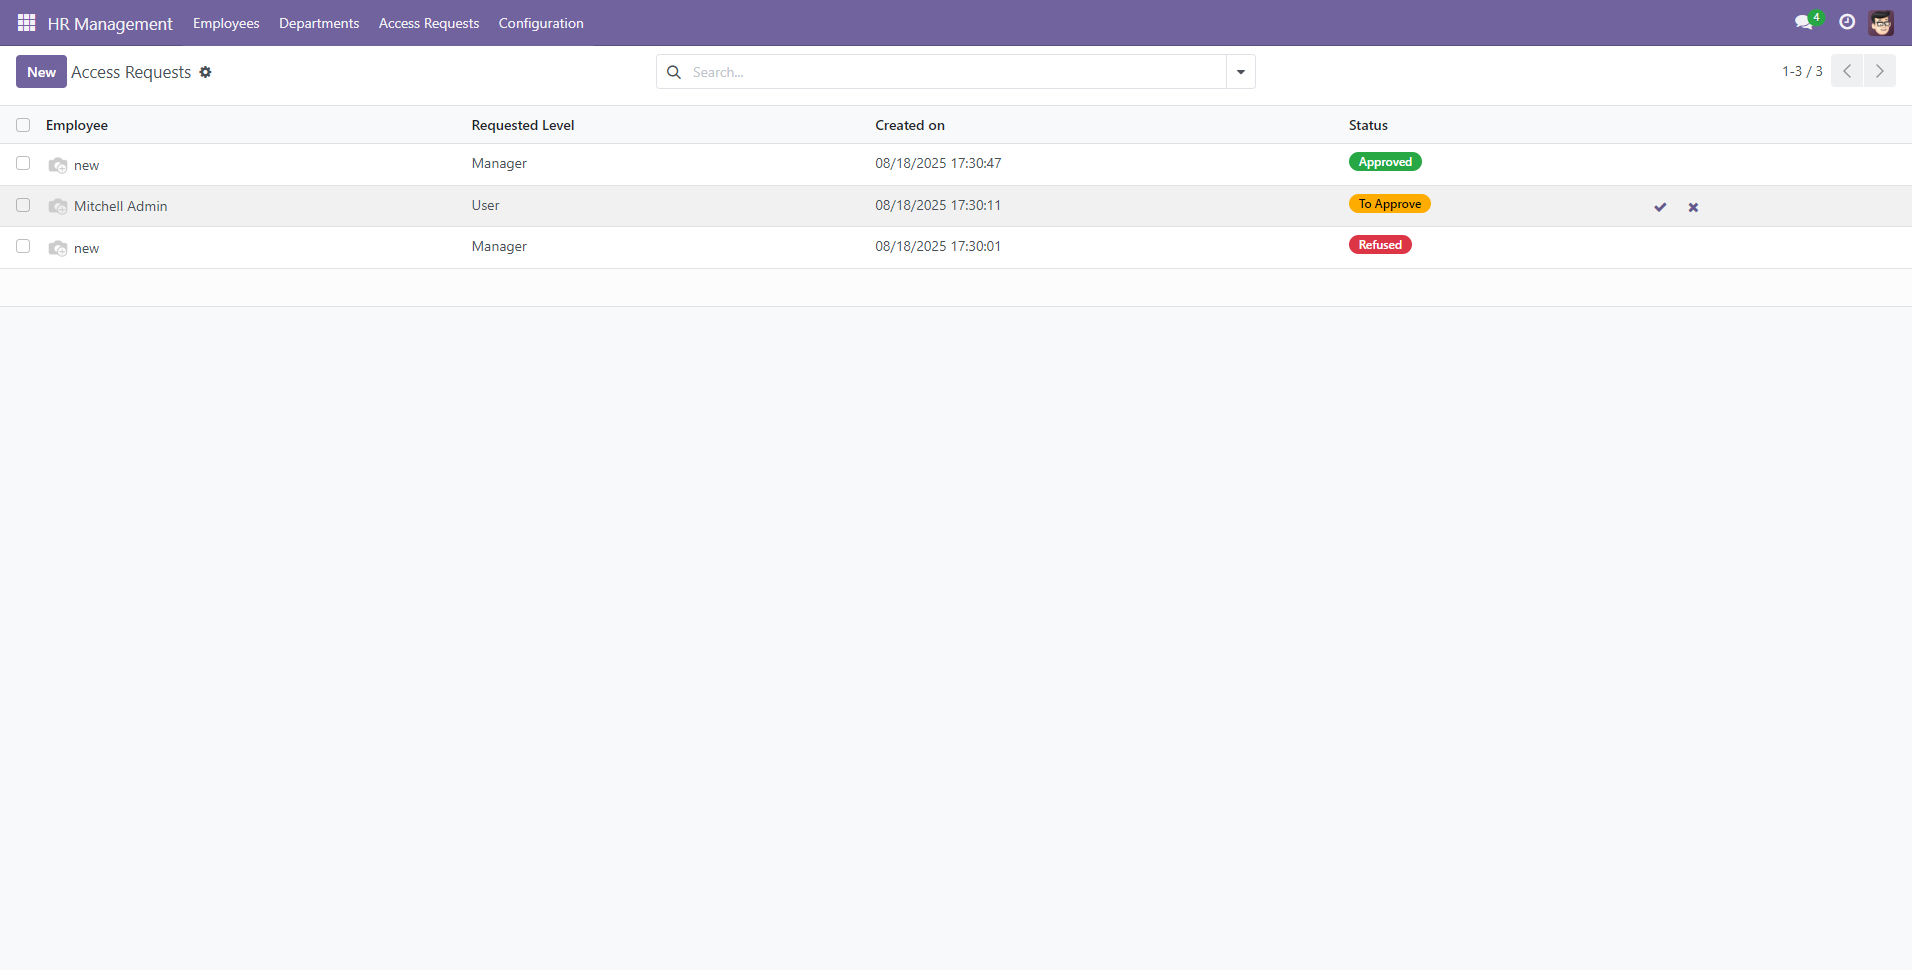 HR Management Employees Departments Access Requests Configuration 4
New Access Requests Search... 1-3 / 3
Employee Requested Level Created on Status
new Manager 08/18/2025 17:30:47 Approved
Mitchell Admin User 08/18/2025 17:30:11 To Approve
new Manager 08/18/2025 17:30:01 Refused